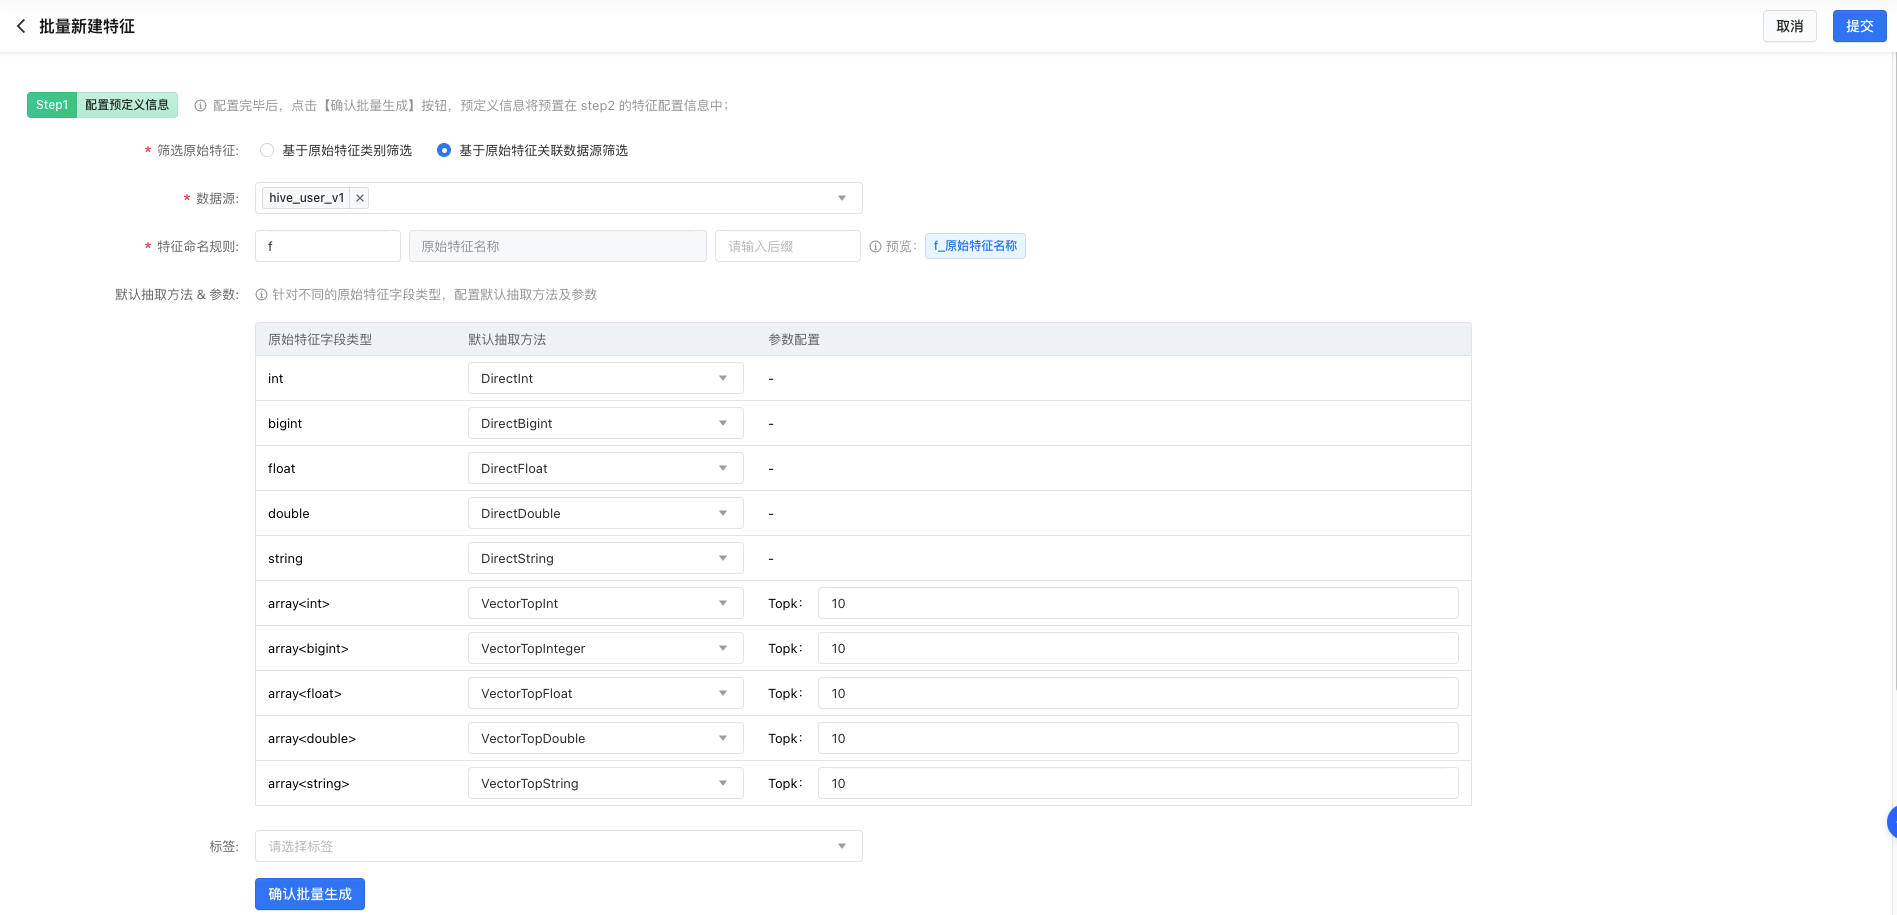 批量新建特征
取消 提交
Step1 配置预定义信息 配置完毕后，点击【确认批量生成】按钮，预定义信息将预置在 step2 的特征配置信息中；
* 筛选原始特征: 基于原始特征类别筛选 基于原始特征关联数据源筛选
* 数据源: hive_user_v1
* 特征命名规则: f 原始特征名称 请输入后缀 预览： f_原始特征名称
默认抽取方法 & 参数: 针对不同的原始特征字段类型，配置默认抽取方法及参数
原始特征字段类型 默认抽取方法 参数配置
int DirectInt -
bigint DirectBigint -
float DirectFloat -
double DirectDouble -
string DirectString -
array<int> VectorTopInt Topk： 10
array<bigint> VectorTopInteger Topk： 10
array<float> VectorTopFloat Topk： 10
array<double> VectorTopDouble Topk： 10
array<string> VectorTopString Topk： 10
标签: 请选择标签
确认批量生成